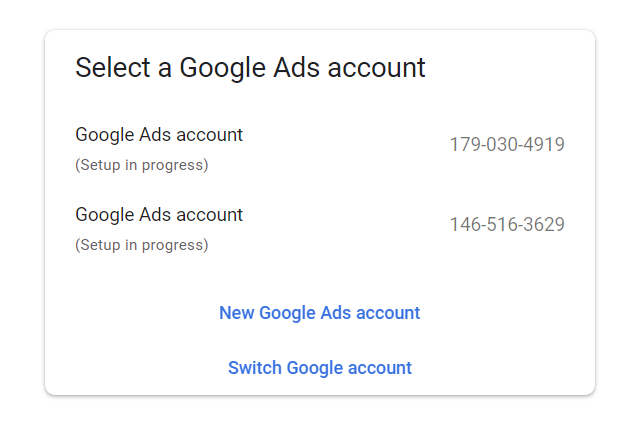 Select a Google Ads account
Google Ads account
179-030-4919
(Setup in progress)
Google Ads account
146-516-3629
(Setup in progress)
New Google Ads account
Switch Google account